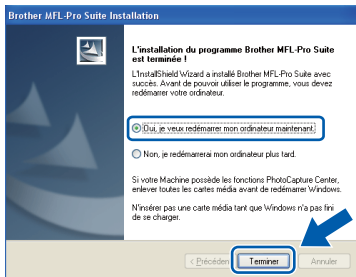 Brother MFL-Pro Suite Installation
L'installation du programme Brother MFL-Pro Suite
est terminée !
L'InstallShield Wizard a installé Brother MFL-Pro Suite avec
succès. Avant de pouvoir utiliser le programme, vous devez
redémarrer votre ordinateur.
Oui, je veux redémarrer mon ordinateur maintenant.
Non, je redémarrerai mon ordinateur plus tard.
Si votre Machine possède les fonctions PhotoCapture Center,
enlever toutes les cartes média avant de redémarrer Windows.
N'insérer pas une carte média tant que Windows n'a pas fini
de se charger.
< Précéden
Terminer
Annuler